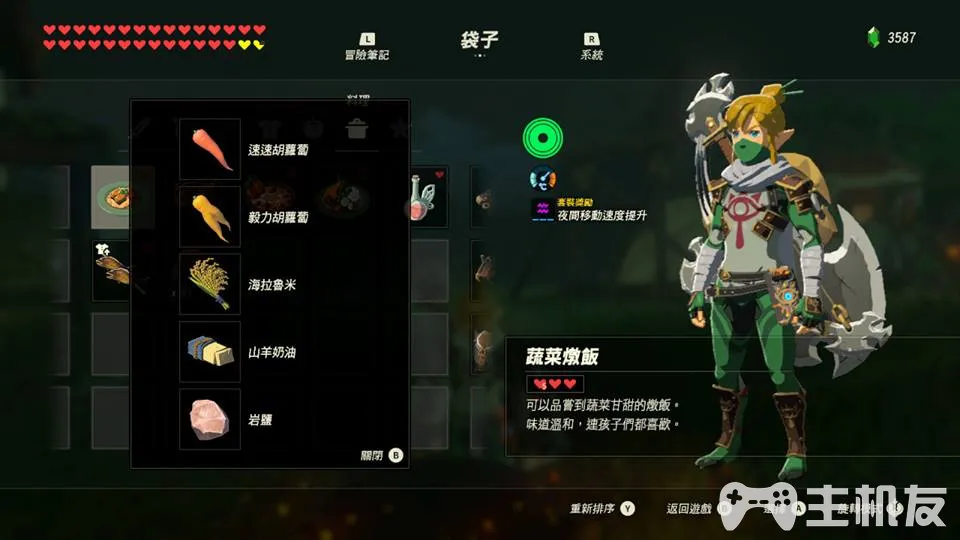 L
冒險筆記
袋子
R
系統
3587
料理
速速胡蘿蔔
毅力胡蘿蔔
海拉魯米
山羊奶油
岩鹽
關閉 B
套裝獎勵
夜間移動速度提升
蔬菜燉飯
可以品嘗到蔬菜甘甜的燉飯。
味道溫和,連孩子們都喜歡。
重新排序 Y 返回遊戲
主机友